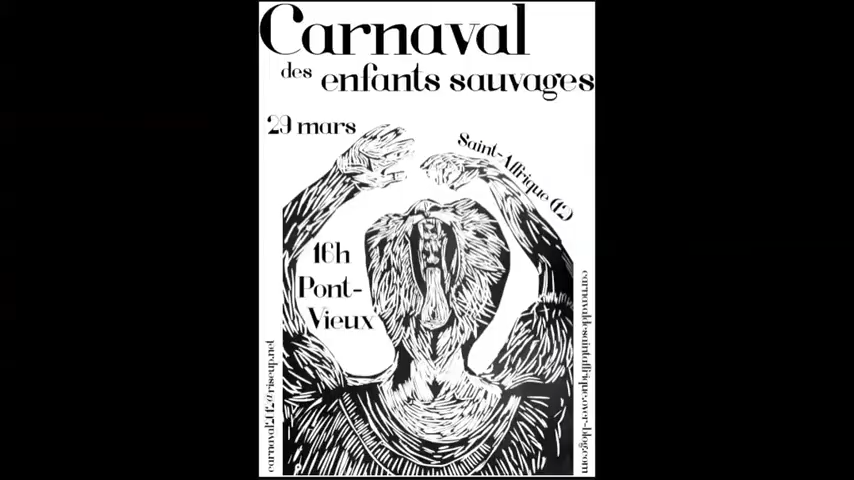 Carnaval
des enfants sauvages
29 mars
Saint-Affrique (12)
16h
Pont-
Vieux
carnavaldesaintaffrique.over-blog.com